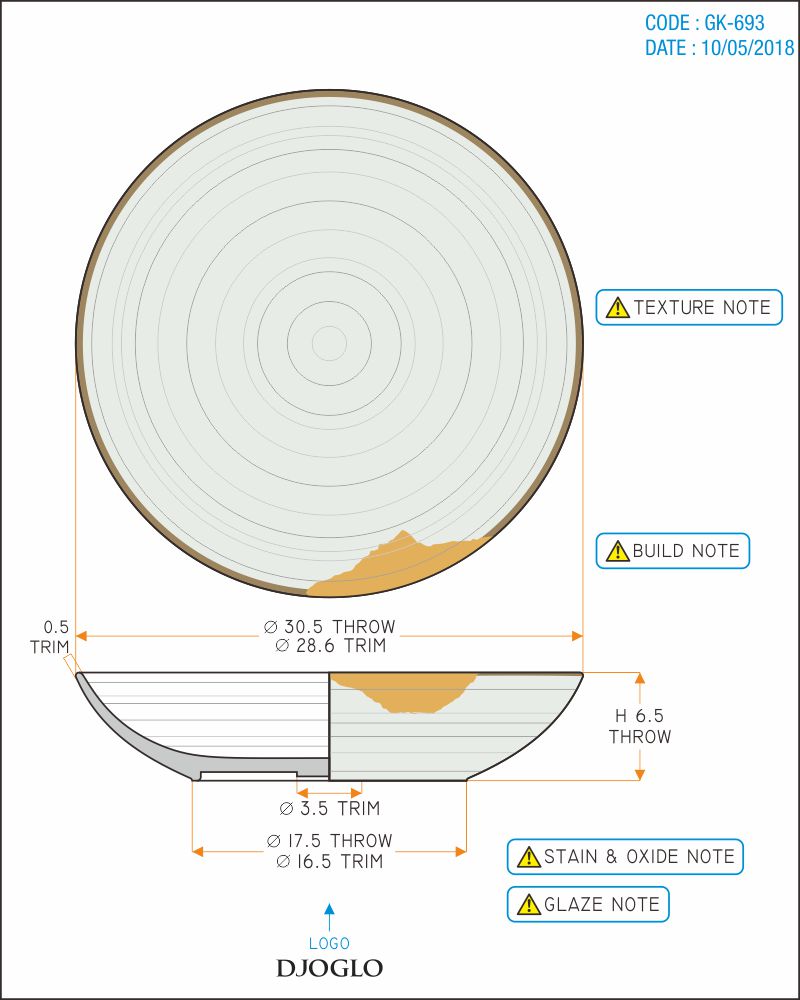 CODE : GK-693
DATE : 10/05/2018
TEXTURE NOTE
BUILD NOTE
0.5
TRIM
∅ 30.5 THROW
∅ 28.6 TRIM
H 6.5
THROW
∅ 3.5 TRIM
∅ 17.5 THROW
∅ 16.5 TRIM
STAIN & OXIDE NOTE
GLAZE NOTE
LOGO
DJOGLO